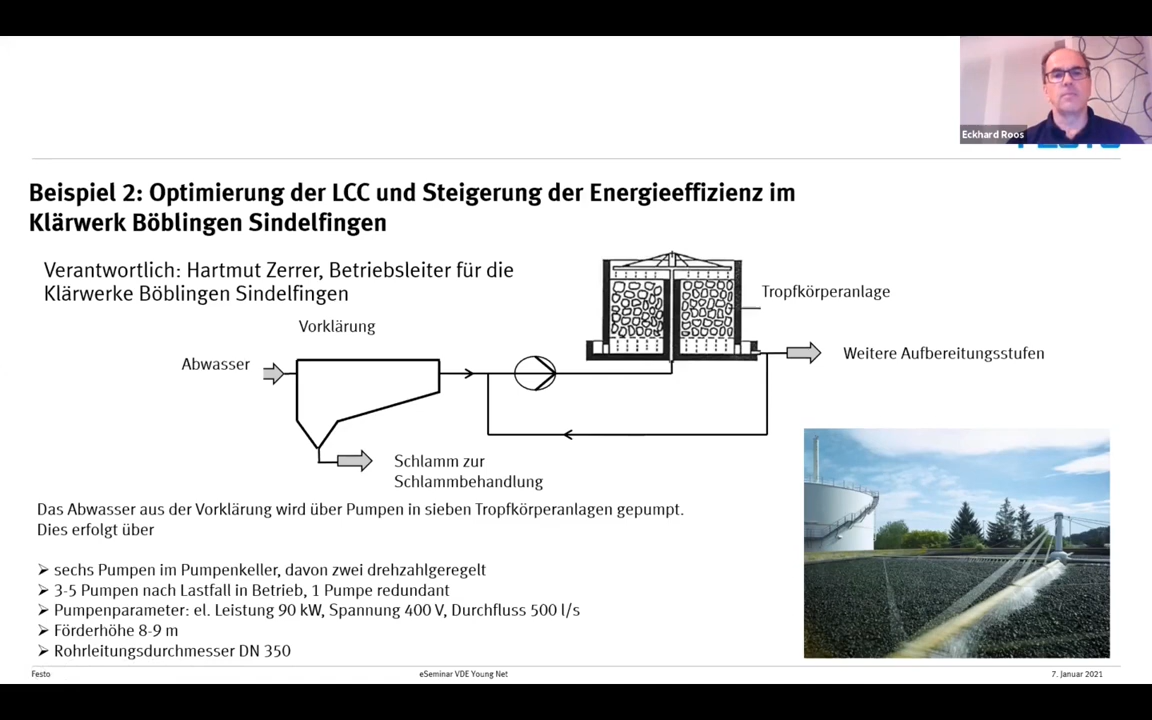 Eckhard Roos
Beispiel 2: Optimierung der LCC und Steigerung der Energieeffizienz im
Klärwerk Böblingen Sindelfingen
Verantwortlich: Hartmut Zerrer, Betriebsleiter für die
Klärwerke Böblingen Sindelfingen
Vorklärung
Tropfkörperanlage
Abwasser
Weitere Aufbereitungsstufen
Schlamm zur
Schlammbehandlung
Das Abwasser aus der Vorklärung wird über Pumpen in sieben Tropfkörperanlagen gepumpt.
Dies erfolgt über
➢ sechs Pumpen im Pumpenkeller, davon zwei drehzahlgeregelt
➢ 3-5 Pumpen nach Lastfall in Betrieb, 1 Pumpe redundant
➢ Pumpenparameter: el. Leistung 90 kW, Spannung 400 V, Durchfluss 500 l/s
➢ Förderhöhe 8-9 m
➢ Rohrleitungsdurchmesser DN 350
Festo
eSeminar VDE Young Net
7. Januar 2021